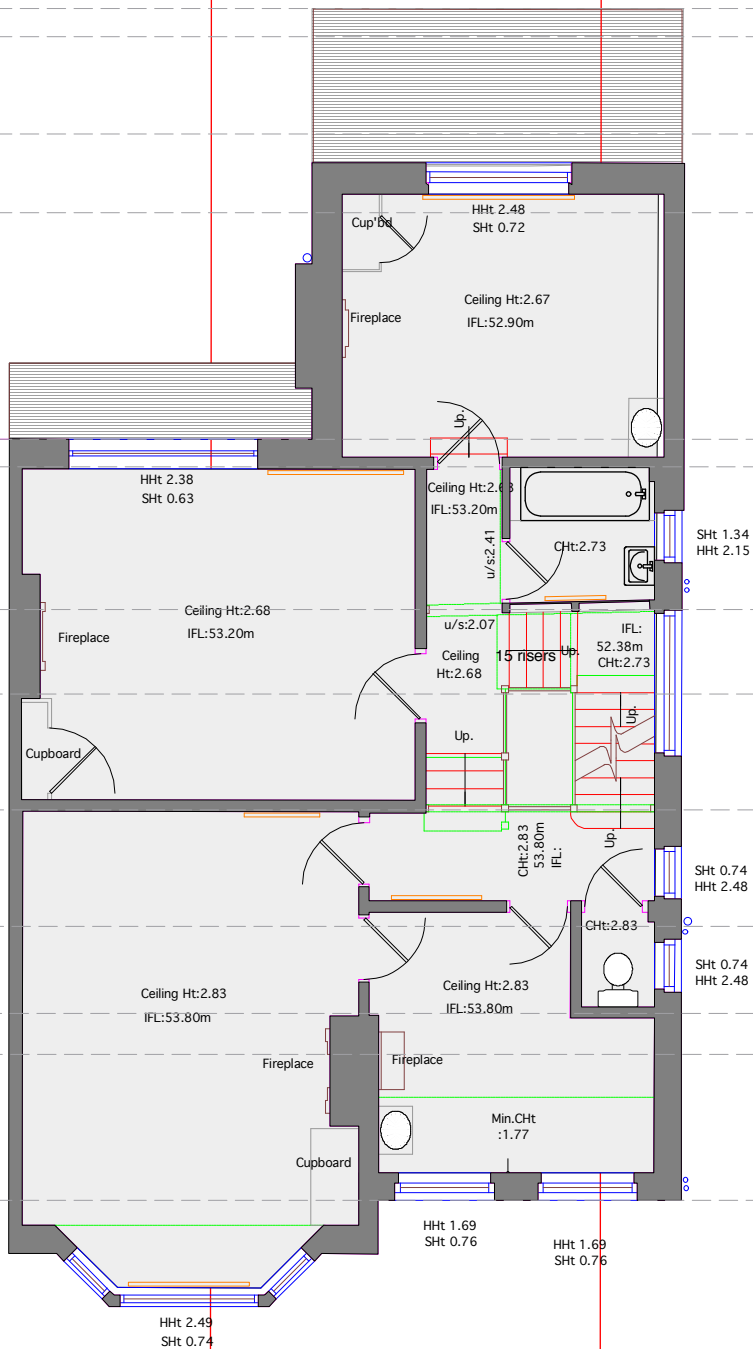 HHt 2.48
SHt 0.72
Cup'bd
Ceiling Ht:2.67
IFL:52.90m
Fireplace
Up.
HHt 2.38
SHt 0.63
Ceiling Ht:2.68
IFL:53.20m
u/s:2.41
CHt:2.73
SHt 1.34
HHt 2.15
Ceiling Ht:2.68
IFL:53.20m
Fireplace
u/s:2.07
Ceiling
Ht:2.68
15 risers
Up.
IFL:
52.38m
CHt:2.73
Up.
Up.
Cupboard
Up.
CHt:2.83
53.80m
IFL:
SHt 0.74
HHt 2.48
CHt:2.83
SHt 0.74
HHt 2.48
Ceiling Ht:2.83
IFL:53.80m
Ceiling Ht:2.83
IFL:53.80m
Fireplace
Fireplace
Min.CHt
:1.77
Cupboard
HHt 1.69
SHt 0.76
HHt 1.69
SHt 0.76
HHt 2.49
SHt 0.74